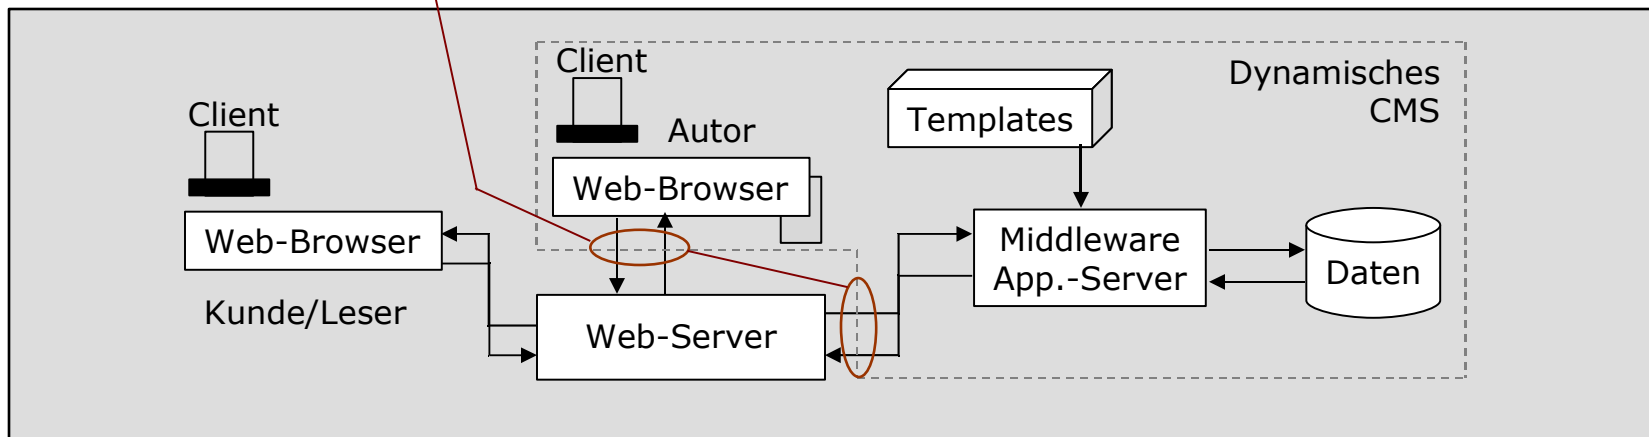 Client
Web-Browser
Kunde/Leser
Client
Autor
Web-Browser
Web-Server
Templates
Dynamisches
CMS
Middleware
App.-Server
Daten